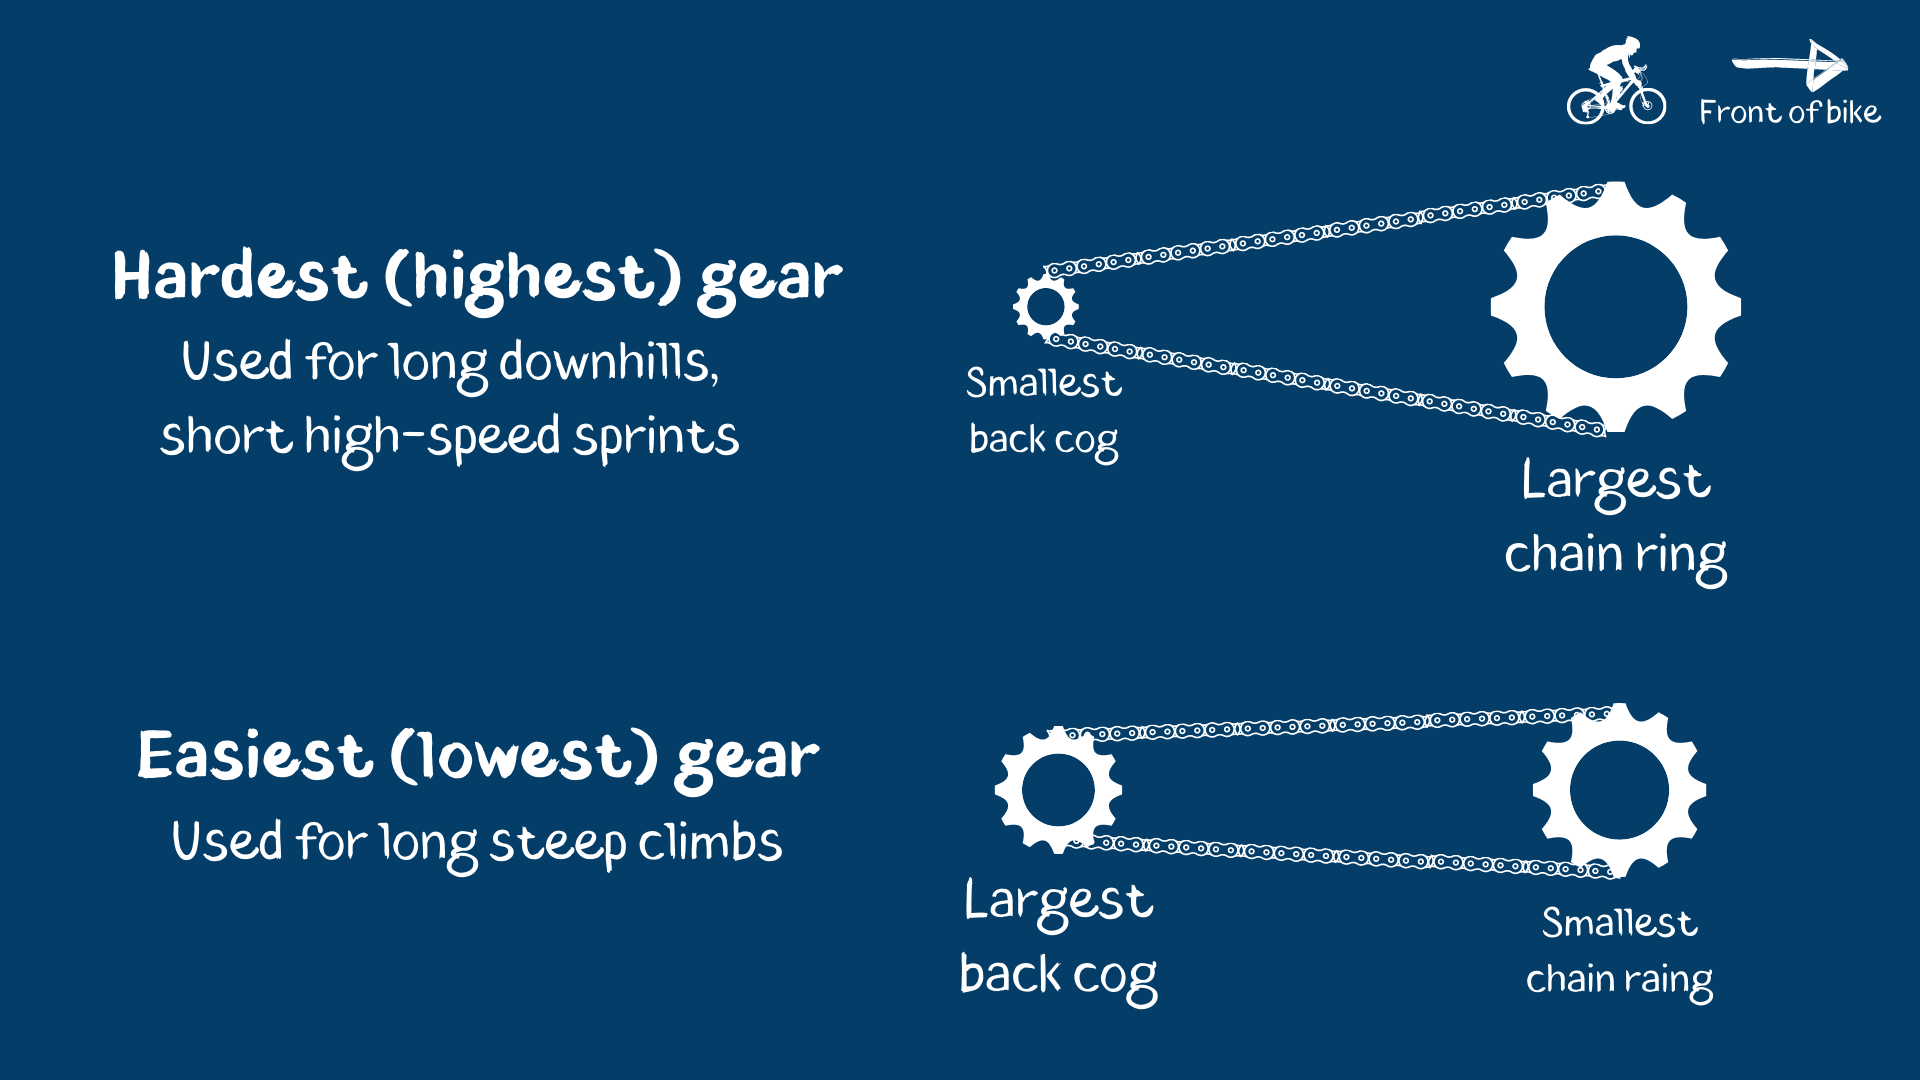 Front of bike
Hardest (highest) gear
Used for long downhills,
short high-speed sprints
Smallest
back cog
Largest
chain ring
Easiest (lowest) gear
Used for long steep climbs
Largest
back cog
Smallest
chain raing